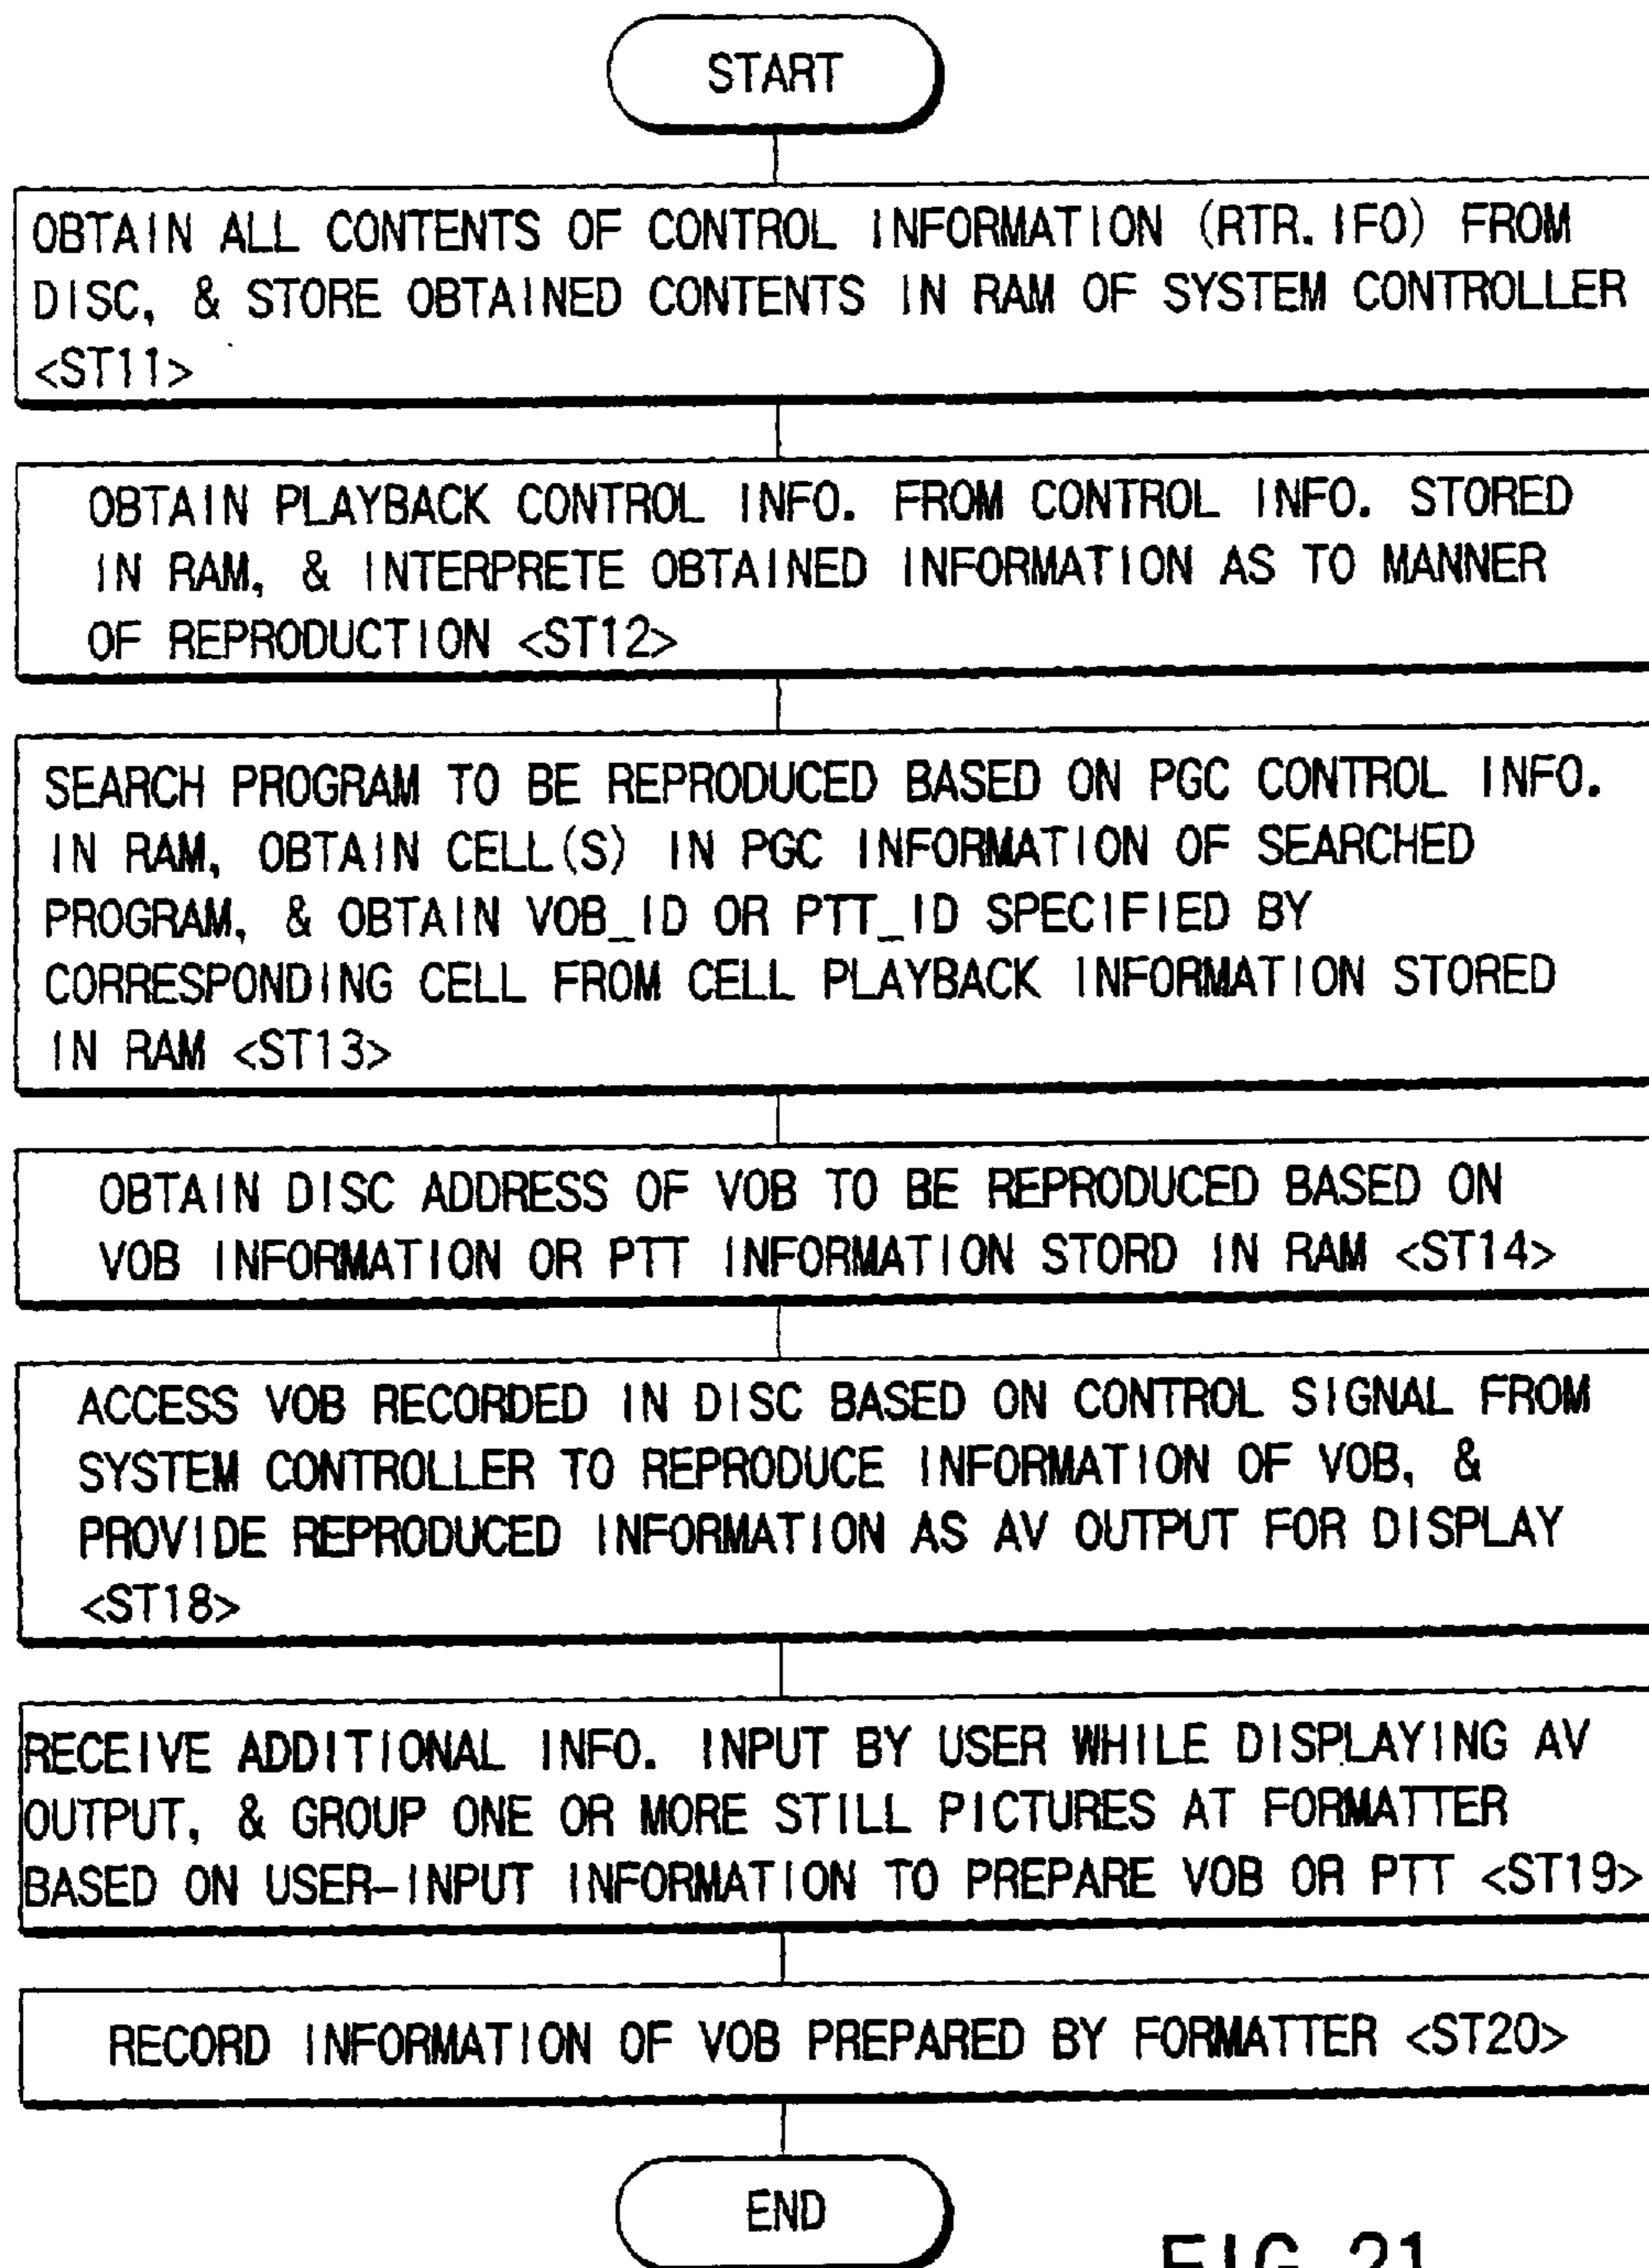 START
OBTAIN ALL CONTENTS OF CONTROL INFORMATION (RTR.IFO) FROM
DISC, & STORE OBTAINED CONTENTS IN RAM OF SYSTEM CONTROLLER
<ST11>
OBTAIN PLAYBACK CONTROL INFO. FROM CONTROL INFO. STORED
IN RAM, & INTERPRETE OBTAINED INFORMATION AS TO MANNER
OF REPRODUCTION <ST12>
SEARCH PROGRAM TO BE REPRODUCED BASED ON PGC CONTROL INFO.
IN RAM, OBTAIN CELL(S) IN PGC INFORMATION OF SEARCHED
PROGRAM, & OBTAIN VOB_ID OR PTT_ID SPECIFIED BY
CORRESPONDING CELL FROM CELL PLAYBACK INFORMATION STORED
IN RAM <ST13>
OBTAIN DISC ADDRESS OF VOB TO BE REPRODUCED BASED ON
VOB INFORMATION OR PTT INFORMATION STORD IN RAM <ST14>
ACCESS VOB RECORDED IN DISC BASED ON CONTROL SIGNAL FROM
SYSTEM CONTROLLER TO REPRODUCE INFORMATION OF VOB, &
PROVIDE REPRODUCED INFORMATION AS AV OUTPUT FOR DISPLAY
<ST18>
RECEIVE ADDITIONAL INFO. INPUT BY USER WHILE DISPLAYING AV
OUTPUT, & GROUP ONE OR MORE STILL PICTURES AT FORMATTER
BASED ON USER-INPUT INFORMATION TO PREPARE VOB OR PTT <ST19>
RECORD INFORMATION OF VOB PREPARED BY FORMATTER <ST20>
END
FIG. 21